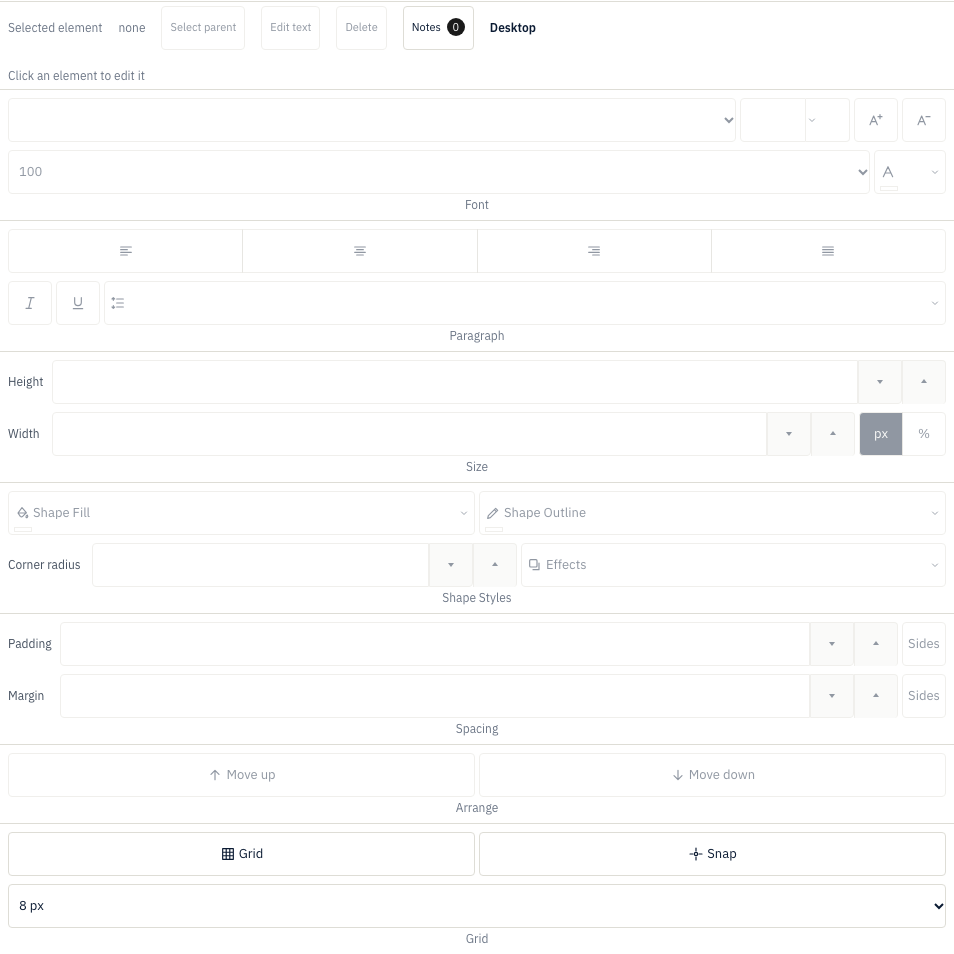 Selected element none Select parent Edit text Delete Notes 0 Desktop
Click an element to edit it
A+ A-
100 A
Font
I U
Paragraph
Height
Width px %
Size
Shape Fill Shape Outline
Corner radius Effects
Shape Styles
Padding Sides
Margin Sides
Spacing
Move up Move down
Arrange
Grid Snap
8 px
Grid